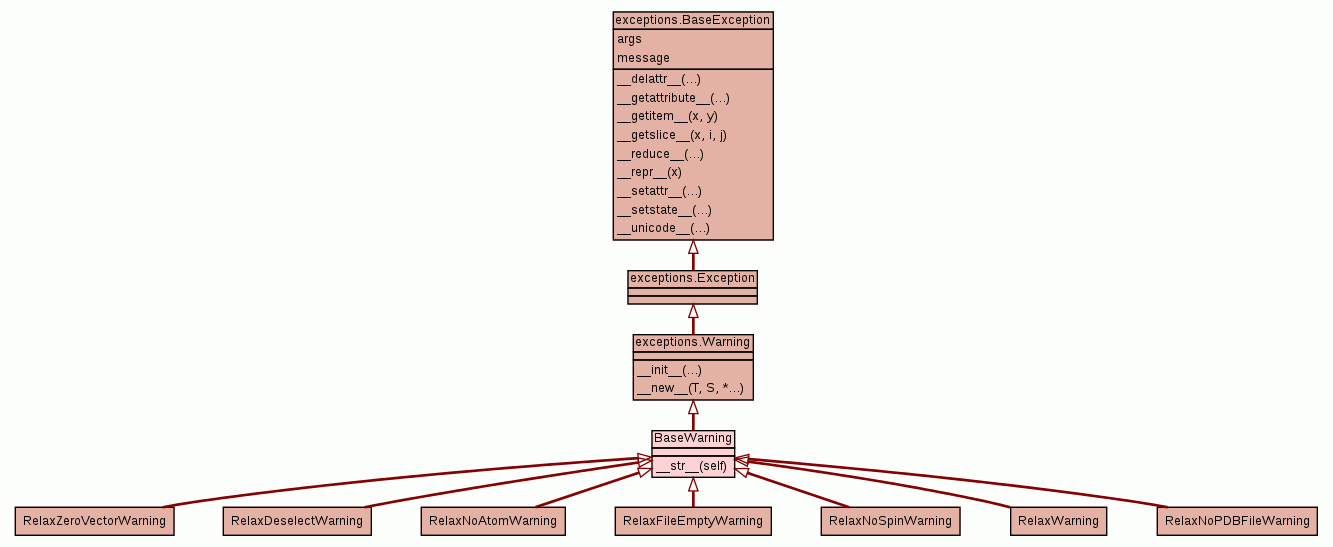 exceptions.BaseException
args
message
__delattr__(...)
__getattribute__(...)
__getitem__(x, y)
__getslice__(x, i, j)
__reduce__(...)
__repr__(x)
__setattr__(...)
__setstate__(...)
__unicode__(...)
exceptions.Exception
exceptions.Warning
__init__(...)
__new__(T, S, *...)
BaseWarning
__str__(self)
RelaxZeroVectorWarning
RelaxDeselectWarning
RelaxNoAtomWarning
RelaxFileEmptyWarning
RelaxNoSpinWarning
RelaxWarning
RelaxNoPDBFileWarning